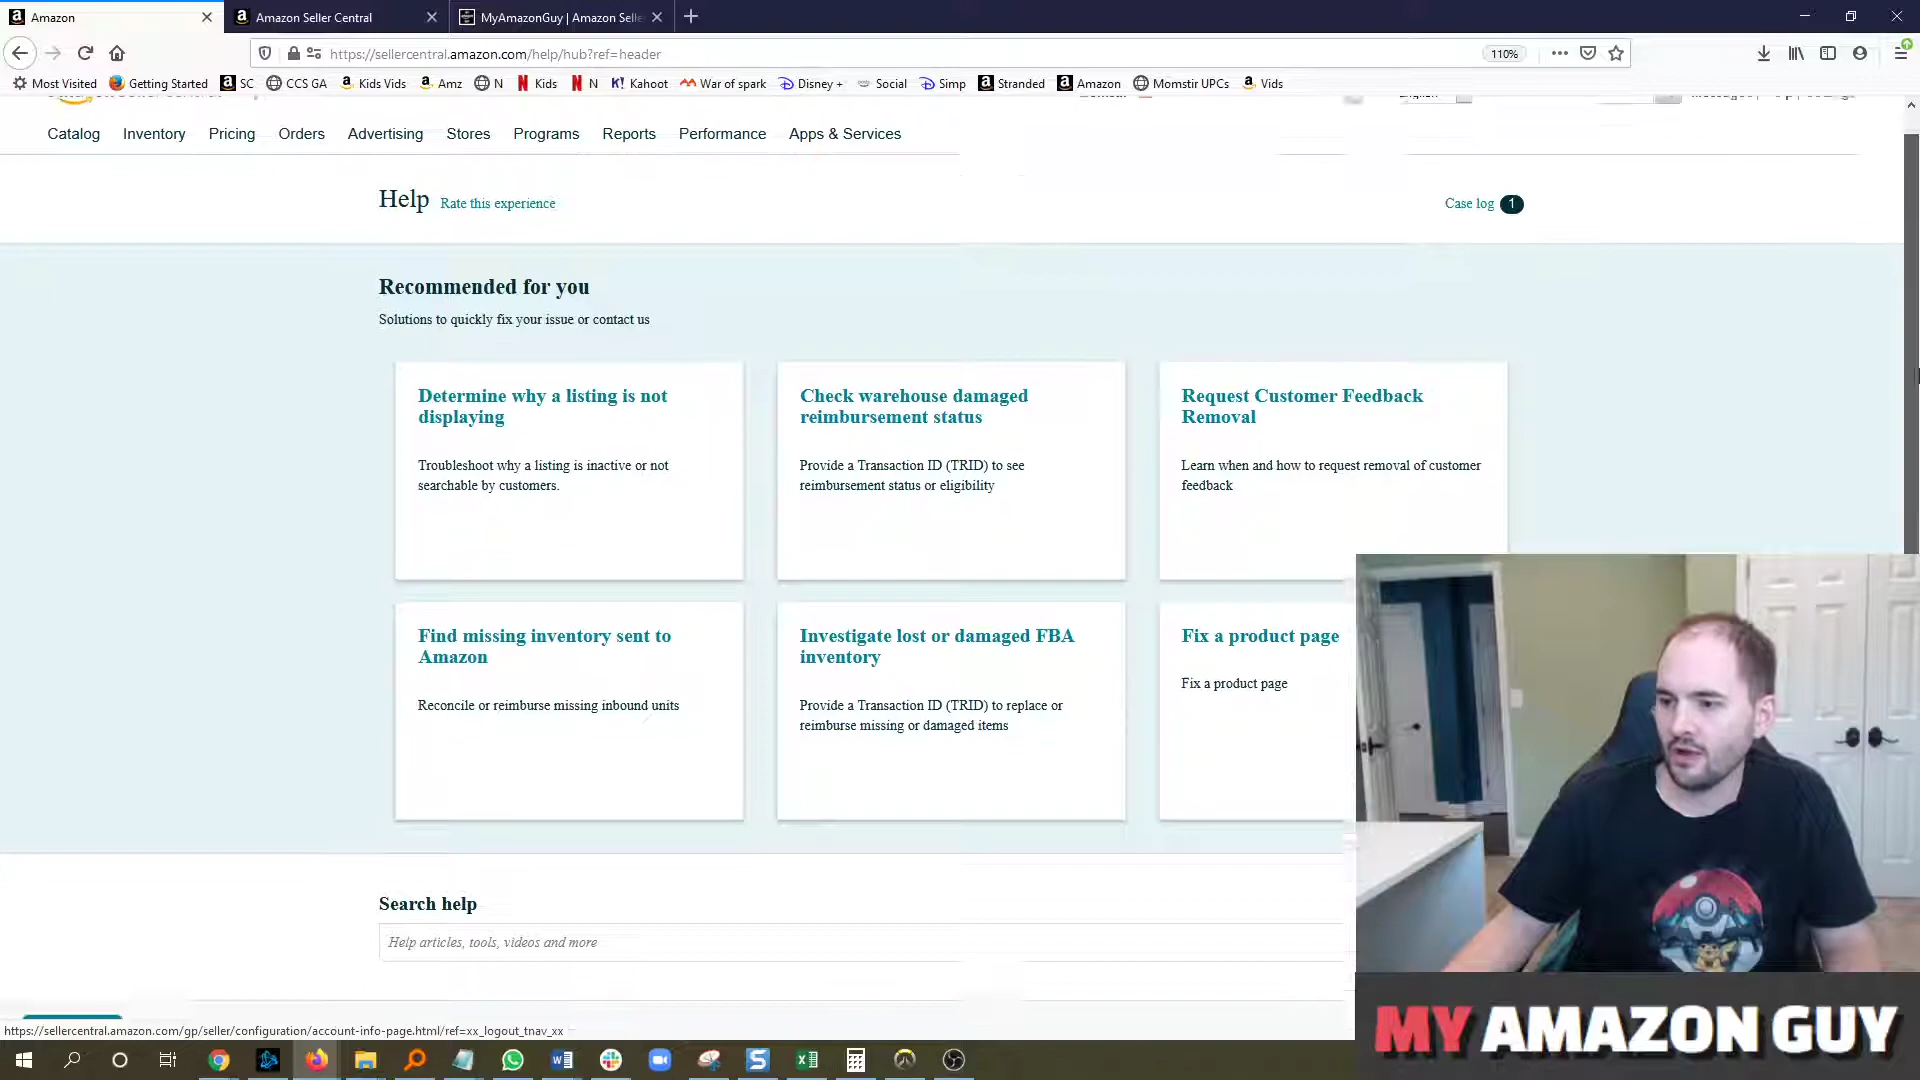 Amazon
Amazon Seller Central
MyAmazonGuy | Amazon Selle
https://sellercentral.amazon.com/help/hub?ref=header
110%
Most Visited
Getting Started
SC
CCS GA
Kids Vids
Amz
N
Kids
N
Kahoot
War of spark
Disney +
Social
Simp
Stranded
Amazon
Momstir UPCs
Vids
Catalog
Inventory
Pricing
Orders
Advertising
Stores
Programs
Reports
Performance
Apps & Services
Help
Rate this experience
Case log 1
Recommended for you
Solutions to quickly fix your issue or contact us
Determine why a listing is not
displaying
Troubleshoot why a listing is inactive or not
searchable by customers.
Check warehouse damaged
reimbursement status
Provide a Transaction ID (TRID) to see
reimbursement status or eligibility
Request Customer Feedback
Removal
Learn when and how to request removal of customer
feedback
Find missing inventory sent to
Amazon
Reconcile or reimburse missing inbound units
Investigate lost or damaged FBA
inventory
Provide a Transaction ID (TRID) to replace or
reimburse missing or damaged items
Fix a product page
Fix a product page
Search help
Help articles, tools, videos and more
https://sellercentral.amazon.com/gp/seller/configuration/account-info-page.html/ref=xx_logout_tnav_xx
MY AMAZON GUY